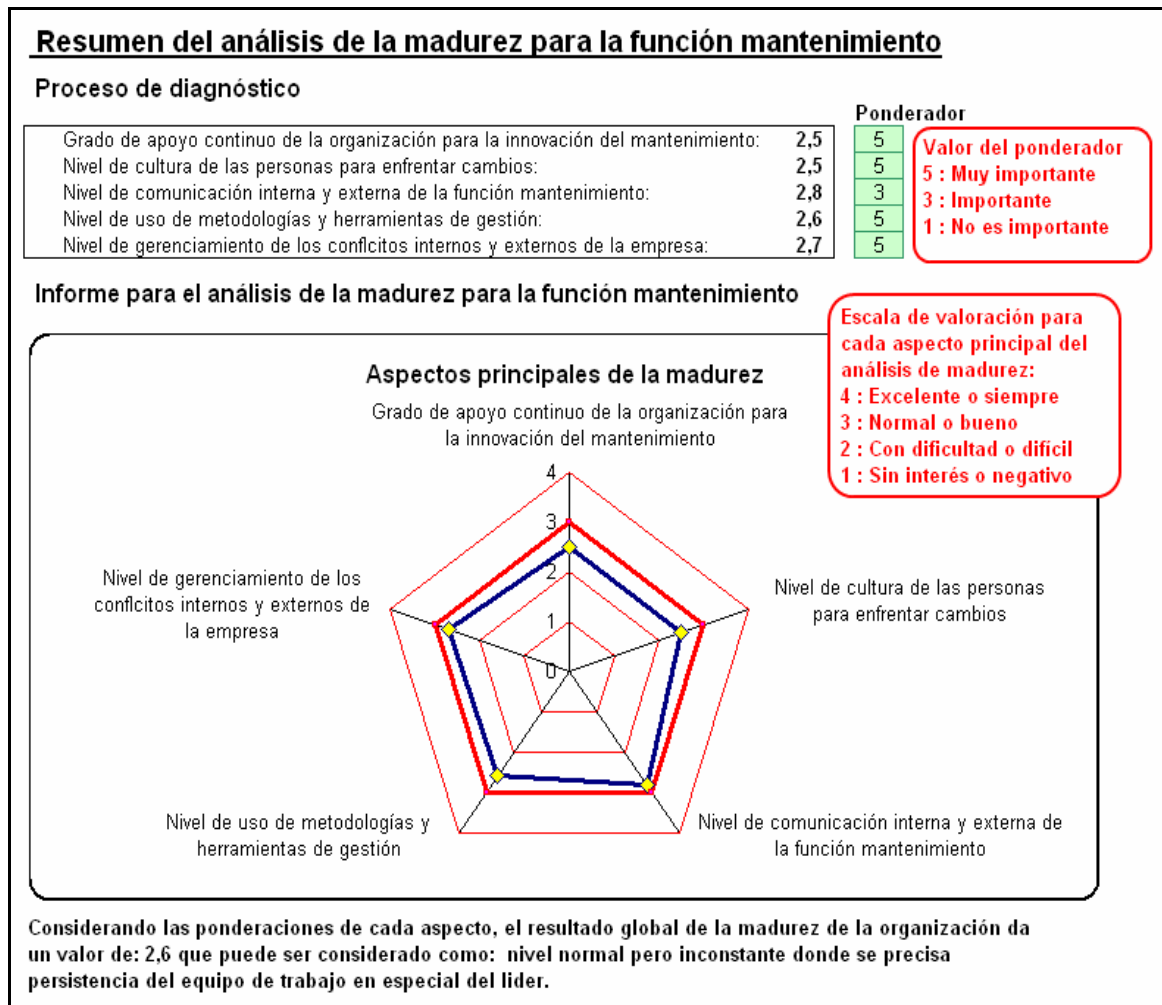 Resumen del análisis de la madurez para la función mantenimiento
Proceso de diagnóstico
Ponderador
Grado de apoyo continuo de la organización para la innovación del mantenimiento: 2,5 5
Nivel de cultura de las personas para enfrentar cambios: 2,5 5
Nivel de comunicación interna y externa de la función mantenimiento: 2,8 3
Nivel de uso de metodologías y herramientas de gestión: 2,6 5
Nivel de gerenciamiento de los conflcitos internos y externos de la empresa: 2,7 5
Valor del ponderador
5 : Muy importante
3 : Importante
1 : No es importante
Informe para el análisis de la madurez para la función mantenimiento
Escala de valoración para
cada aspecto principal del
análisis de madurez:
4 : Excelente o siempre
3 : Normal o bueno
2 : Con dificultad o difícil
1 : Sin interés o negativo
Aspectos principales de la madurez
Grado de apoyo continuo de la organización para
la innovación del mantenimiento
4
3
2
1
0
Nivel de cultura de las personas
para enfrentar cambios
Nivel de gerenciamiento de los
conflcitos internos y externos de
la empresa
Nivel de uso de metodologías y
herramientas de gestión
Nivel de comunicación interna y externa de
la función mantenimiento
Considerando las ponderaciones de cada aspecto, el resultado global de la madurez de la organización da
un valor de: 2,6 que puede ser considerado como: nivel normal pero inconstante donde se precisa
persistencia del equipo de trabajo en especial del lider.